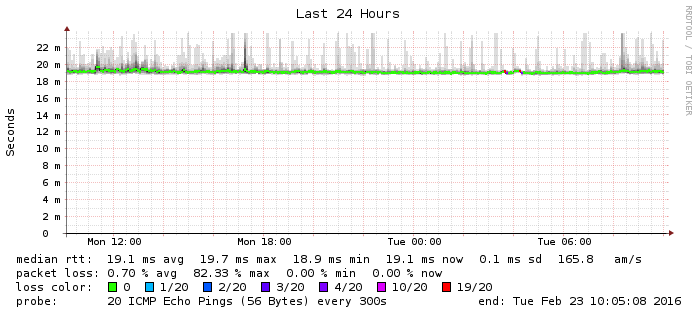 Last 24 Hours
RRDTOOL / TOBI OETIKER
Seconds
22 m
20 m
18 m
16 m
14 m
12 m
10 m
8 m
6 m
4 m
2 m
0
Mon 12:00 Mon 18:00 Tue 00:00 Tue 06:00
median rtt: 19.1 ms avg 19.7 ms max 18.9 ms min 19.1 ms now 0.1 ms sd 165.8 am/s
packet loss: 0.70 % avg 82.33 % max 0.00 % min 0.00 % now
loss color: 0 1/20 2/20 3/20 4/20 10/20 19/20
probe: 20 ICMP Echo Pings (56 Bytes) every 300s end: Tue Feb 23 10:05:08 2016